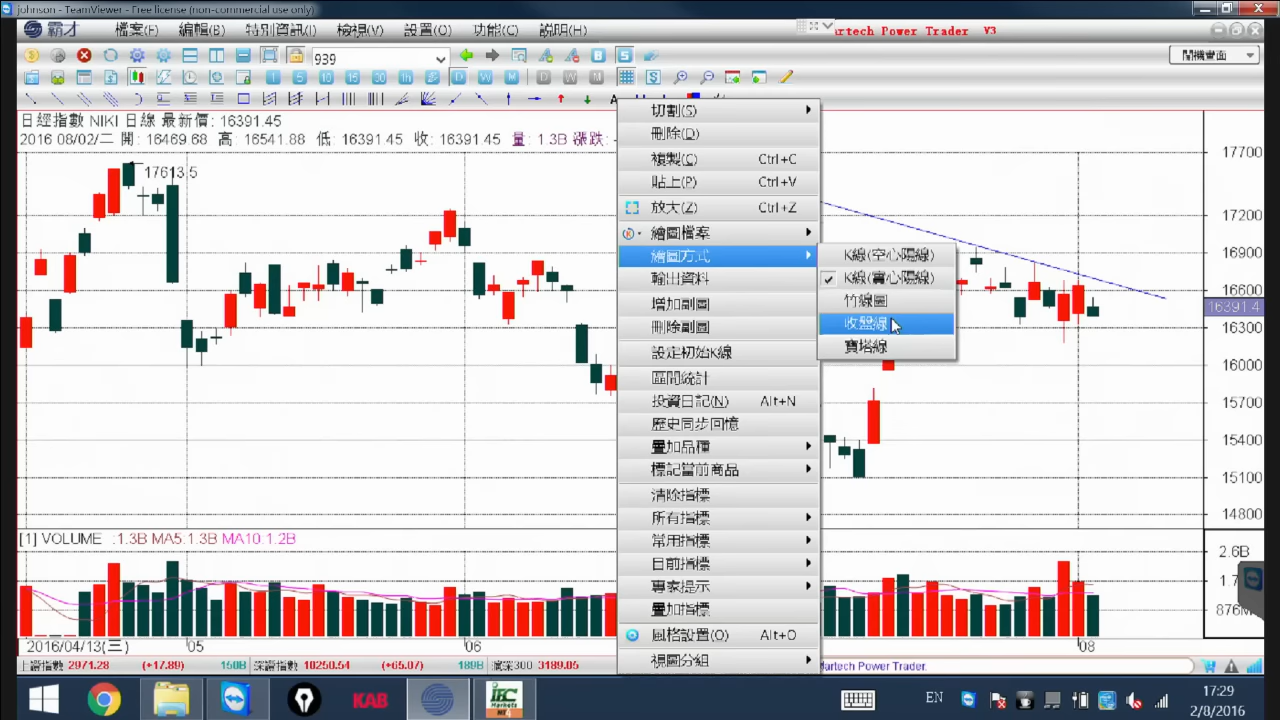 johnson - TeamViewer - Free license (non-commercial use only)
霸才 檔案(F) 編輯(B) 特別資訊(I) 檢視(V) 設置(O) 功能(C) 說明(H)
artech Power Trader V3
939
開機畫面
1 5 10 15 30 1h D W M D W M
日經指數 NIKI 日線 最新價: 16391.45
2016 08/02/二 開: 16469.68 高: 16541.88 低: 16391.45 收: 16391.45 量: 1.3B 漲跌:
17613.5
切割(S)
刪除(D)
複製(C) Ctrl+C
貼上(P) Ctrl+V
放大(Z) Ctrl+Z
繪圖檔案
繪圖方式
輸出資料
增加副圖
刪除副圖
設定初始K線
區間統計
投資日記(N) Alt+N
歷史同步回憶
疊加品種
標記當前商品
清除指標
所有指標
常用指標
目前指標
專家提示
疊加指標
風格設置(O) Alt+O
視圖分組
K線(空心陽線)
K線(實心陽線)
竹線圖
收盤線
寶塔線
17700
17200
16900
16600
16391.4
16300
16000
15700
15400
15100
14800
[1] VOLUME :1.3B MA5:1.3B MA10:1.2B
2.6B
1.7
876M
2016/04/13(三) 05 06 08
上證指數 2971.28 (+17.89) 150B 深證指數 10250.54 (+65.07) 189B 滬深300 3189.05
artech Power Trader.
KAB
IFC Markets
EN
17:29
2/8/2016